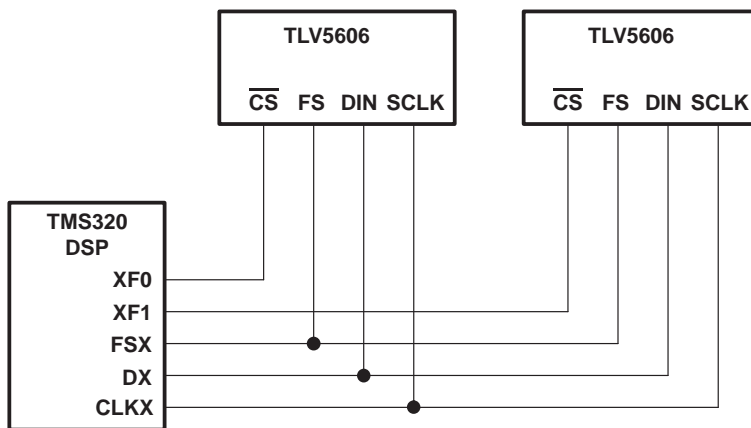 TLV5606
CS FS DIN SCLK
TLV5606
CS FS DIN SCLK
TMS320
DSP
XF0
XF1
FSX
DX
CLKX